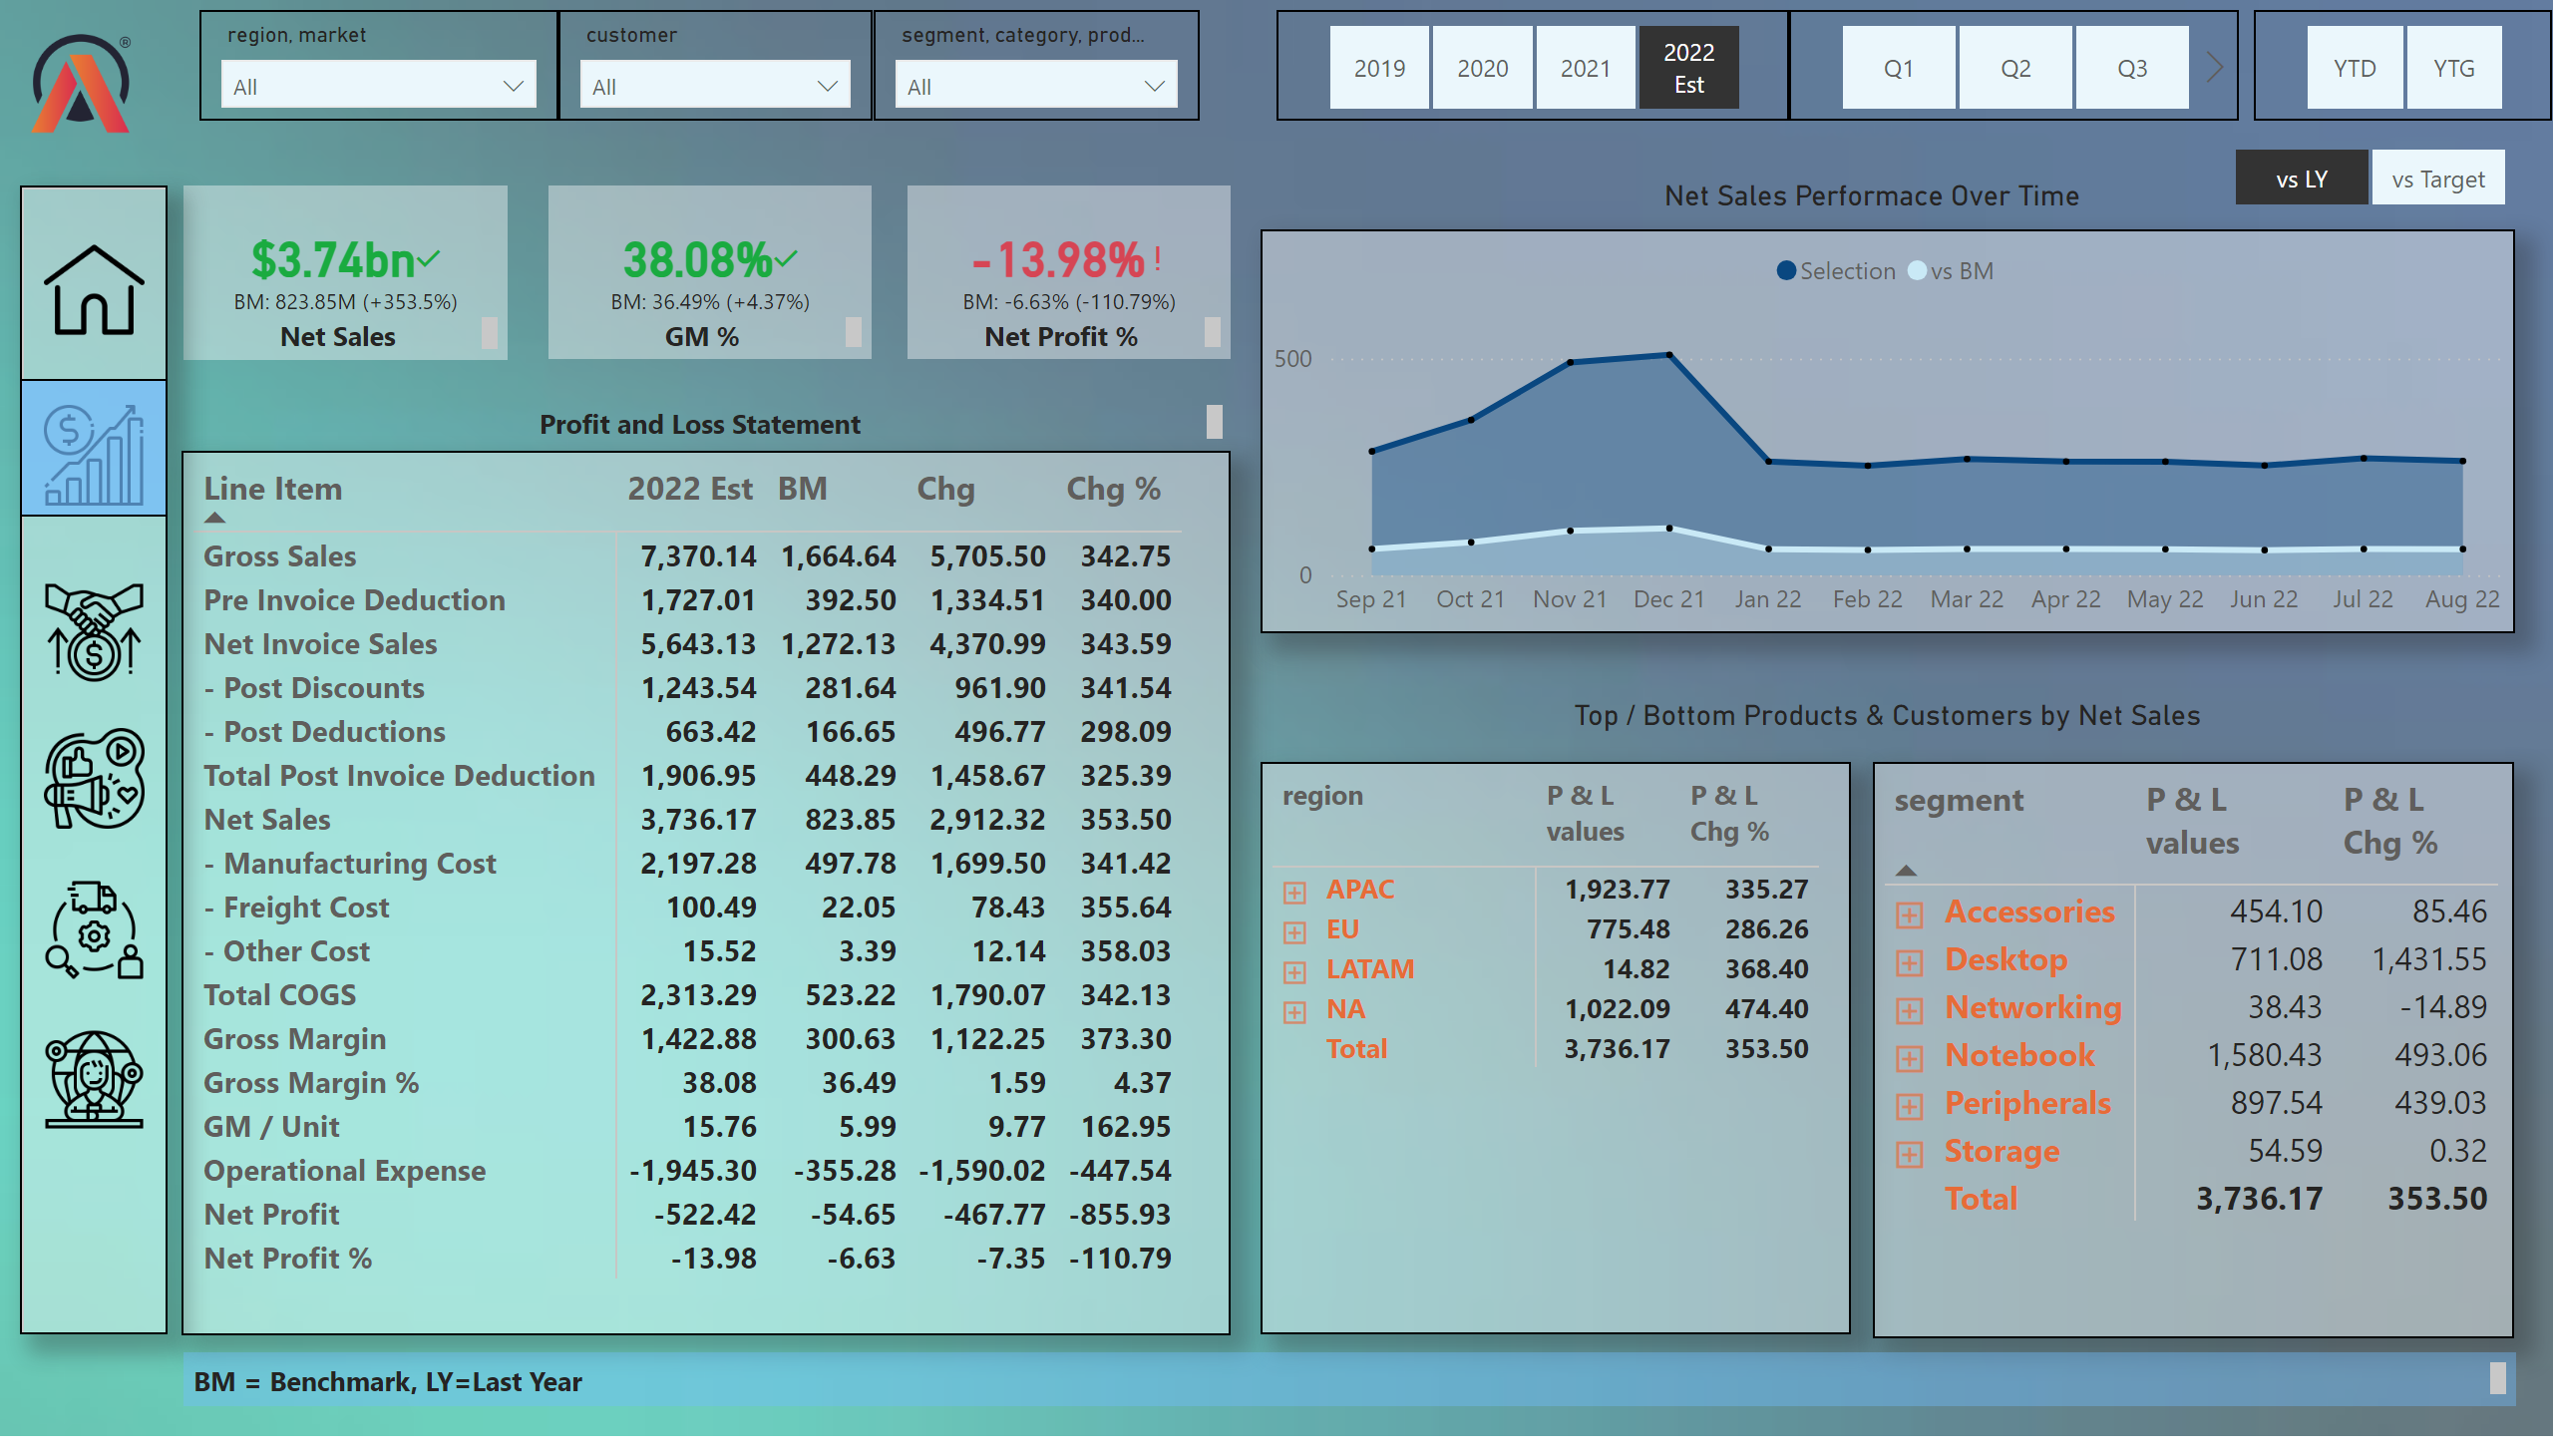 ®
region, market
All
customer
All
segment, category, prod...
All
2019
2020
2021
2022
Est
Q1
Q2
Q3
YTD
YTG
vs LY
vs Target
$3.74bn
BM: 823.85M (+353.5%)
Net Sales
38.08%
BM: 36.49% (+4.37%)
GM %
-13.98% !
BM: -6.63% (-110.79%)
Net Profit %
Net Sales Performace Over Time
Selection vs BM
500
0
Sep 21 Oct 21 Nov 21 Dec 21 Jan 22 Feb 22 Mar 22 Apr 22 May 22 Jun 22 Jul 22 Aug 22
Profit and Loss Statement
Line Item 2022 Est BM Chg Chg %
Gross Sales 7,370.14 1,664.64 5,705.50 342.75
Pre Invoice Deduction 1,727.01 392.50 1,334.51 340.00
Net Invoice Sales 5,643.13 1,272.13 4,370.99 343.59
- Post Discounts 1,243.54 281.64 961.90 341.54
- Post Deductions 663.42 166.65 496.77 298.09
Total Post Invoice Deduction 1,906.95 448.29 1,458.67 325.39
Net Sales 3,736.17 823.85 2,912.32 353.50
- Manufacturing Cost 2,197.28 497.78 1,699.50 341.42
- Freight Cost 100.49 22.05 78.43 355.64
- Other Cost 15.52 3.39 12.14 358.03
Total COGS 2,313.29 523.22 1,790.07 342.13
Gross Margin 1,422.88 300.63 1,122.25 373.30
Gross Margin % 38.08 36.49 1.59 4.37
GM / Unit 15.76 5.99 9.77 162.95
Operational Expense -1,945.30 -355.28 -1,590.02 -447.54
Net Profit -522.42 -54.65 -467.77 -855.93
Net Profit % -13.98 -6.63 -7.35 -110.79
Top / Bottom Products & Customers by Net Sales
region P & L values P & L Chg %
APAC 1,923.77 335.27
EU 775.48 286.26
LATAM 14.82 368.40
NA 1,022.09 474.40
Total 3,736.17 353.50
segment P & L values P & L Chg %
Accessories 454.10 85.46
Desktop 711.08 1,431.55
Networking 38.43 -14.89
Notebook 1,580.43 493.06
Peripherals 897.54 439.03
Storage 54.59 0.32
Total 3,736.17 353.50
BM = Benchmark, LY=Last Year